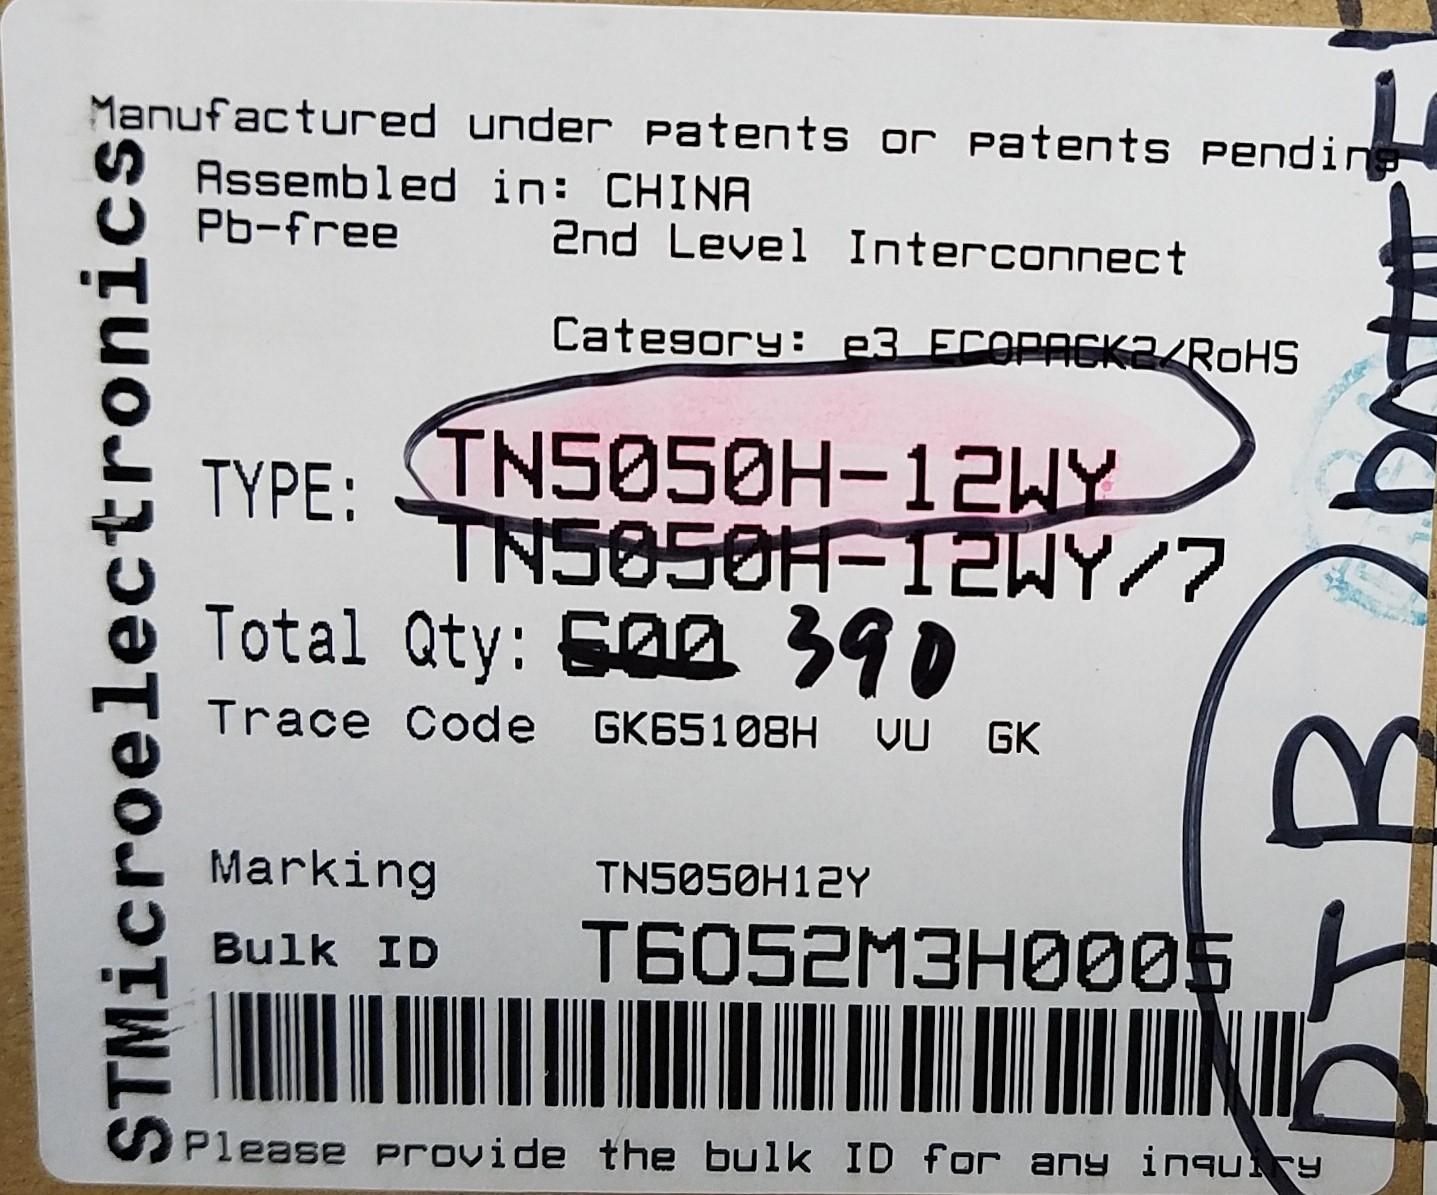 STMicroelectronics
Manufactured under patents or patents pending
Assembled in: CHINA
Pb-free 2nd Level Interconnect
Category: e3 ECOPACK2/RoHS
TYPE: TN5050H-12WY
TN5050H-12WY/7
Total Qty: 600 390
Trace Code GK65108H VU GK
Marking TN5050H12Y
Bulk ID T6052M3H0005
Please provide the bulk ID for any inquiry